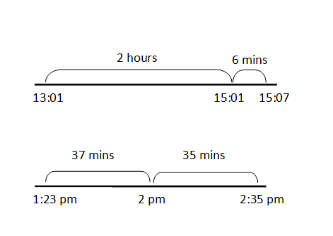 2 hours 6 mins
13:01 15:01 15:07
37 mins 35 mins
1:23 pm 2 pm 2:35 pm